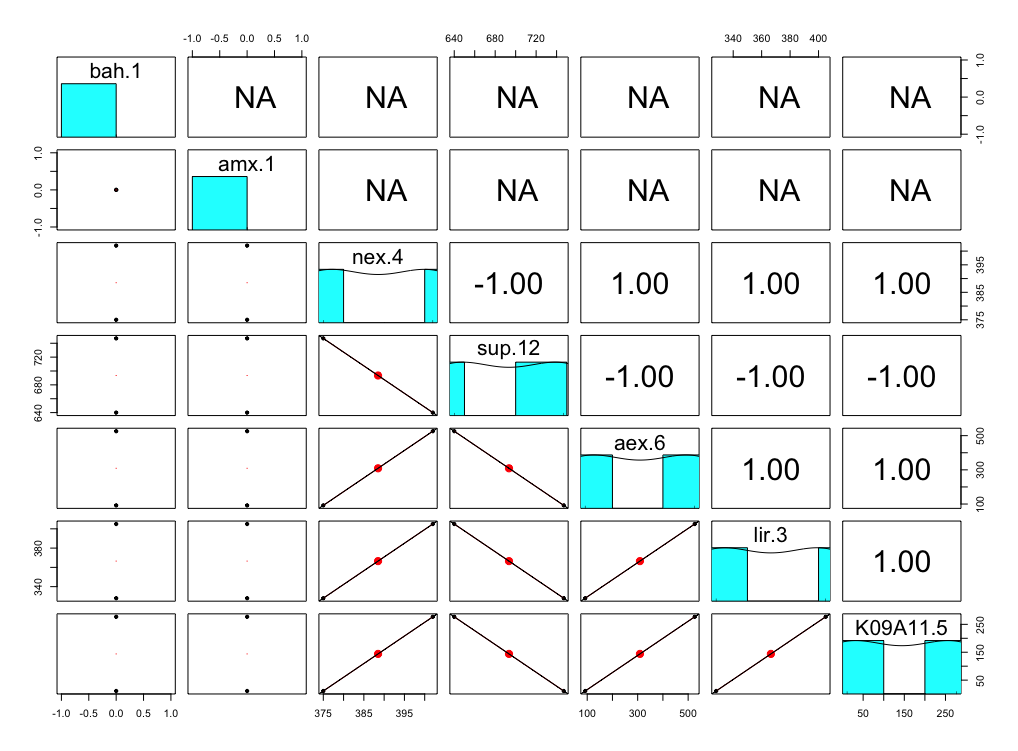 -1.0 0.0 0.5 1.0 640 680 720 340 360 380 400
bah.1 NA NA NA NA NA NA -1.0 0.0 1.0
-1.0 0.0 1.0 amx.1 NA NA NA NA NA
nex.4 -1.00 1.00 1.00 1.00 375 385 395
640 680 720 sup.12 -1.00 -1.00 -1.00
aex.6 1.00 1.00 100 300 500
340 380 lir.3 1.00
K09A11.5 50 150 250
-1.0 0.0 0.5 1.0 375 385 395 100 300 500 50 150 250